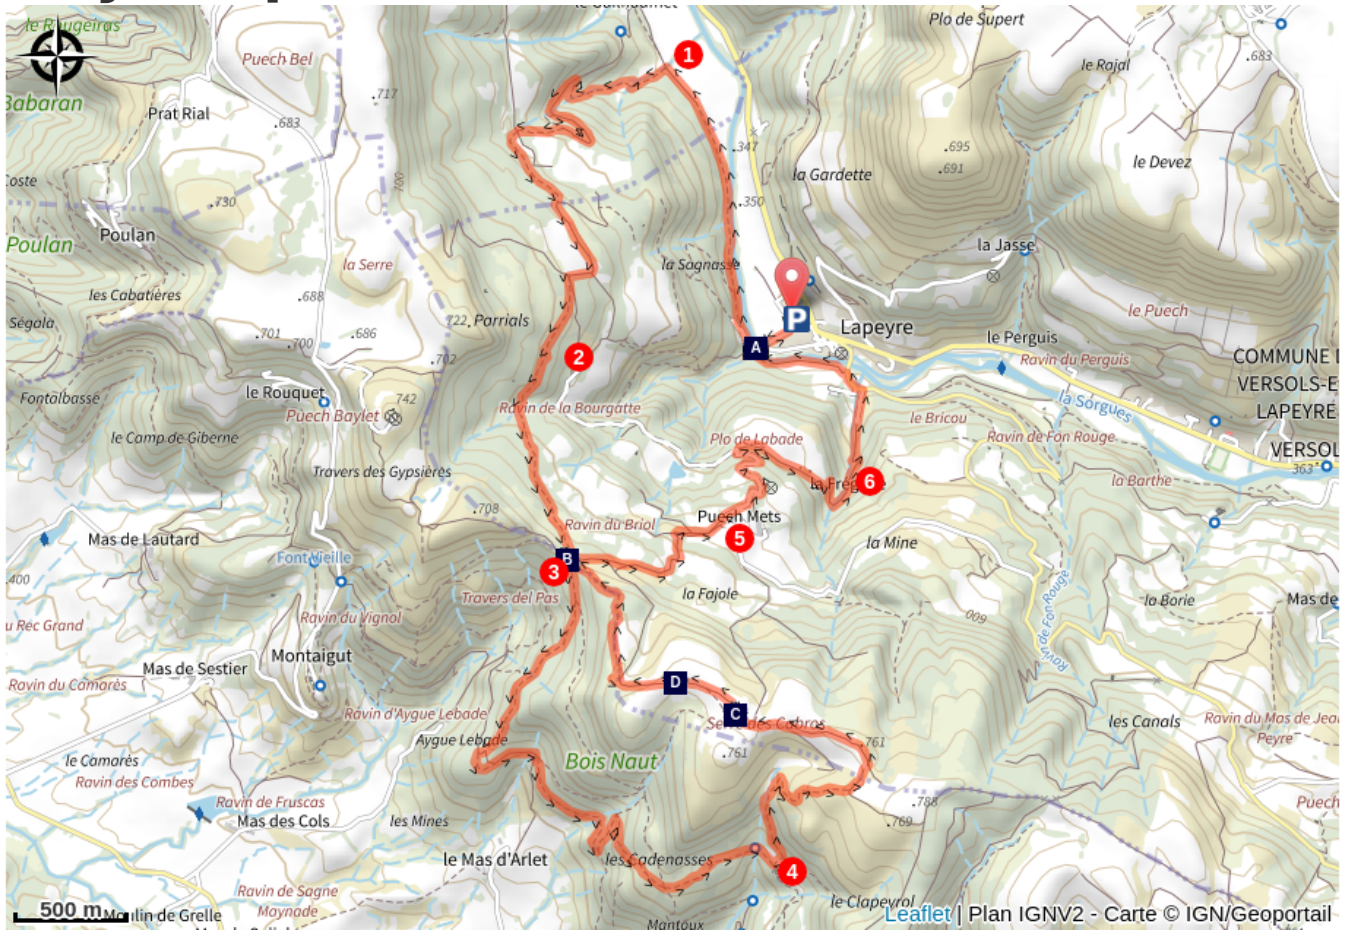 le Rougeiras
Plo de Supert
1
.683
Puech Bel
le Rajal
.717
Babaran
Prat Rial
.683
.347
.695
.691
le Devez
Coste
la Gardette
700
.730
.350
Poulan
Poulan
la Jasse
la Serre
la Sagnasse
les Cabatières
.688
le Puech
Ségala
722.
Parrials
P
Lapeyre
.701
.700
.686
A
le Perguis
.702
2
Ravin du Perguis
COMMUNE D
VERSOLS-E
le Rouquet
742
Fontalbasse
Puech Baylet
Ravin de la Bourgatte
la Sorgues
LAPEYRE
le Bricou
le Camp de Giberne
Plo de Labade
Ravin de Fon Rouge
VERSOL
Travers des Gypsières
363
6
la Barthe
.708
Puech Mets
Ravin du Briol
Mas de Lautard
5
la Mine
Font Vieille
B
3
400
Travers del Pas
la Fajole
la Borie
Mas de
Ravin de Fon Rouge
600
Ravin du Vignol
u Rec Grand
Montaigut
Mas de Sestier
Ravin du Camarès
D
Ravin d'Aygue Lebade
C
les Canals
Ravin du Mas de Jean
Peyre
Aygue Lebade
761
.761
Bois Naut
le Camarès
Ravin des Combes
.788
Ravin de Fruscas
Mas des Cols
les Mines
.769
Puech
le Mas d'Arlet
les Cadenasses
4
Ravin de Sagne
Maynade
le Clapeyrol
500 m
Moulin de Grelle
Leaflet | Plan IGNV2 - Carte © IGN/Geoportail
Mantoux